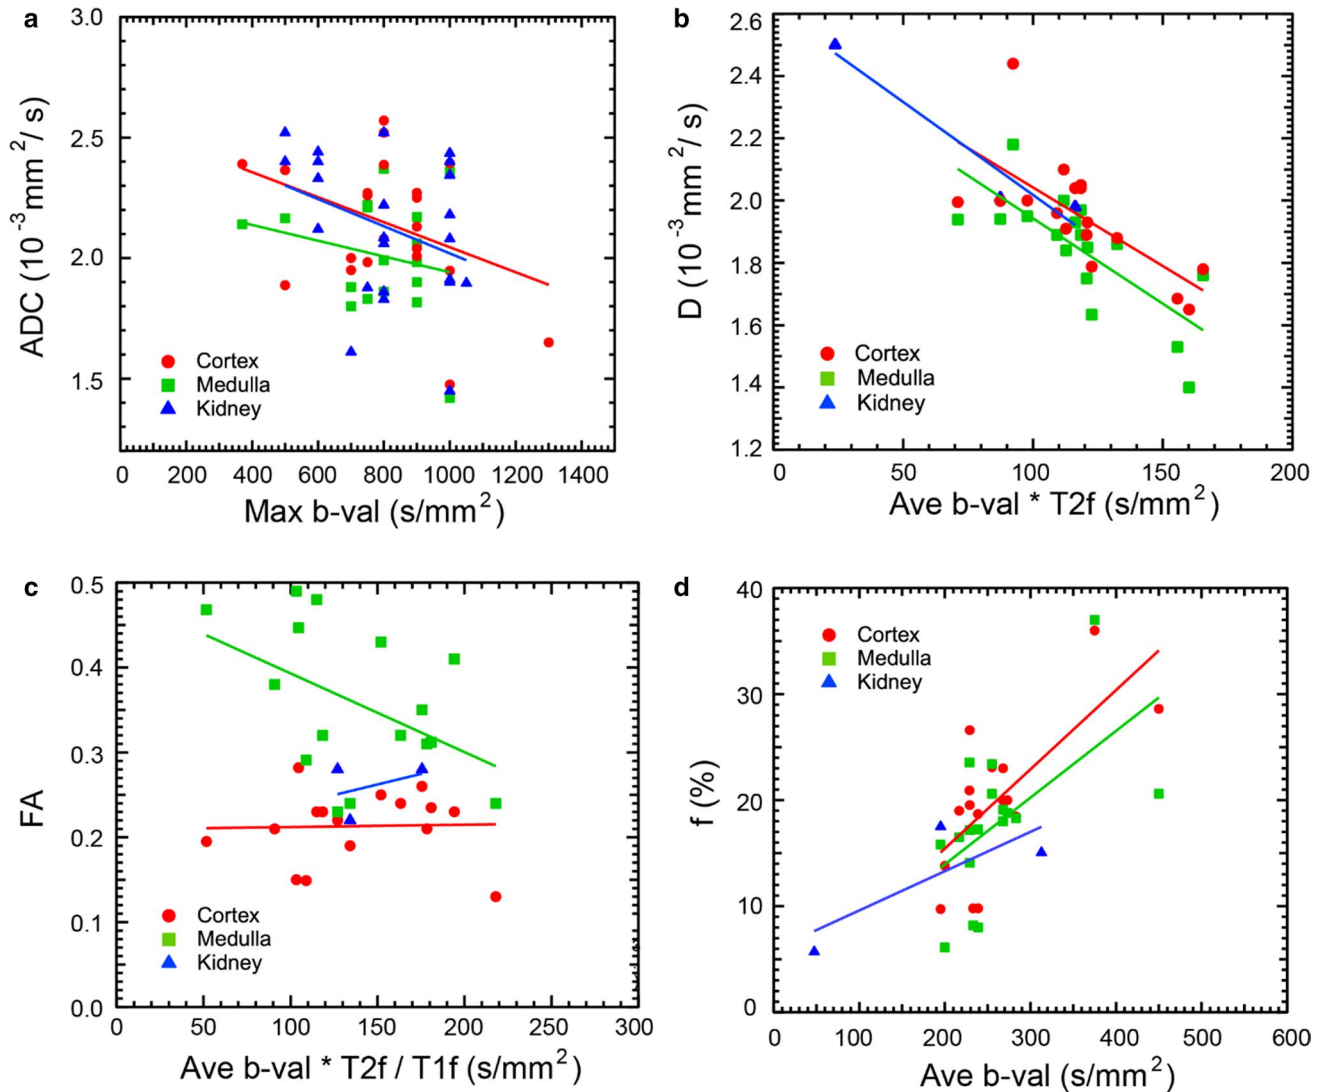 a
3.0
2.5
2.0
1.5
ADC (10⁻³mm²/ s)
Cortex
Medulla
Kidney
0 200 400 600 800 1000 1200 1400
Max b-val (s/mm²)
b
2.6
2.4
2.2
2.0
1.8
1.6
1.4
1.2
D (10⁻³mm²/ s)
Cortex
Medulla
Kidney
0 50 100 150 200
Ave b-val * T2f (s/mm²)
c
0.5
0.4
0.3
0.2
0.1
0.0
FA
Cortex
Medulla
Kidney
0 50 100 150 200 250 300
Ave b-val * T2f / T1f (s/mm²)
d
40
30
20
10
0
f (%)
Cortex
Medulla
Kidney
0 100 200 300 400 500 600
Ave b-val (s/mm²)